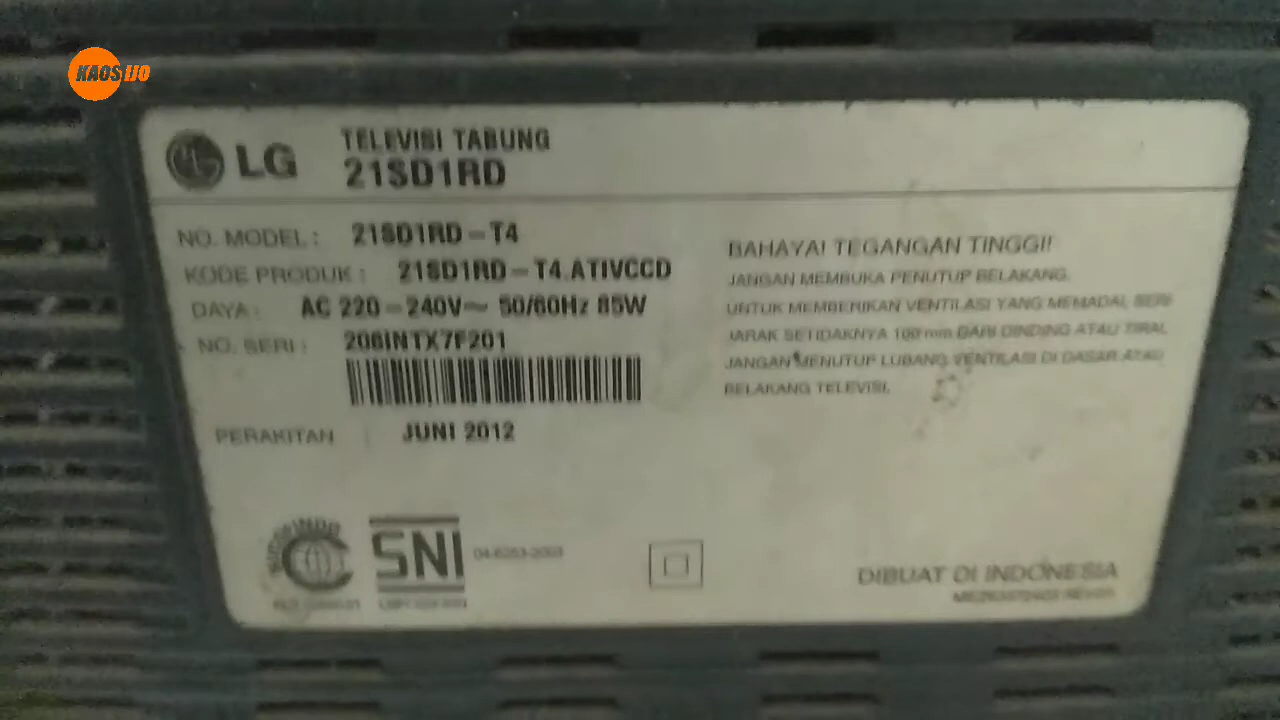 KAOS IJO
LG
TELEVISI TABUNG
21SD1RD
NO. MODEL : 21SD1RD-T4
KODE PRODUK : 21SD1RD-T4.ATIVCCD
DAYA : AC 220-240V~ 50/60Hz 85W
NO. SERI : 206INTX7F201
PERAKITAN : JUNI 2012
BAHAYA! TEGANGAN TINGGI!
JANGAN MEMBUKA PENUTUP BELAKANG.
UNTUK MEMBERIKAN VENTILASI YANG MEMADAI, BERI
JARAK SETIDAKNYA 100 mm DARI DINDING ATAU TIRAI.
JANGAN MENUTUP LUBANG VENTILASI DI DASAR ATAU
BELAKANG TELEVISI.
SNI
DIBUAT DI INDONESIA